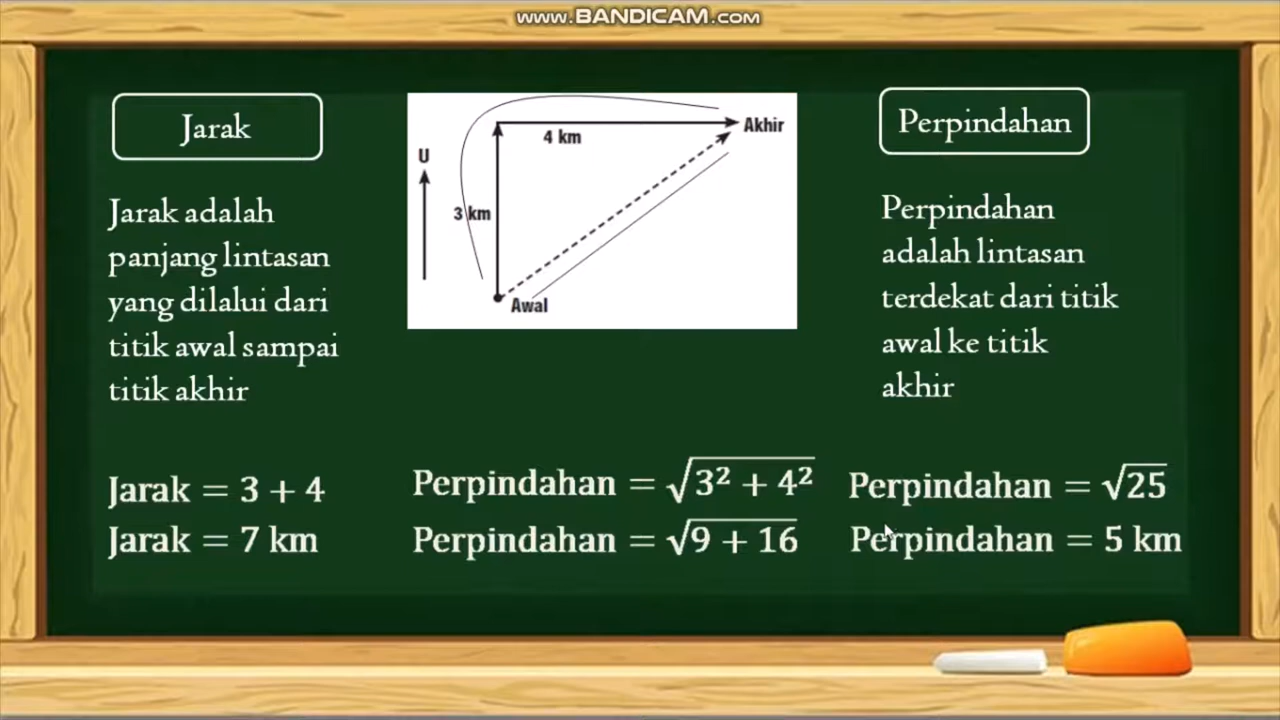 www.BANDICAM.com
Jarak
Jarak adalah
panjang lintasan
yang dilalui dari
titik awal sampai
titik akhir
4 km
Akhir
U
3 km
Awal
Perpindahan
Perpindahan
adalah lintasan
terdekat dari titik
awal ke titik
akhir
Jarak = 3 + 4
Jarak = 7 km
Perpindahan = √3² + 4²
Perpindahan = √9 + 16
Perpindahan = √25
Perpindahan = 5 km